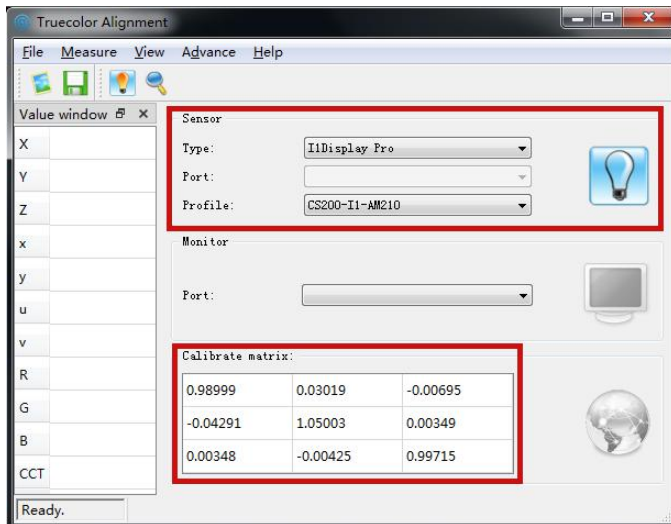 Truecolor Alignment
File Measure View Advance Help
Value window
X
Y
Z
x
y
u
v
R
G
B
CCT
Sensor
Type: I1Display Pro
Port:
Profile: CS200-I1-AM210
Monitor
Port:
Calibrate matrix:
0.98999 0.03019 -0.00695
-0.04291 1.05003 0.00349
0.00348 -0.00425 0.99715
Ready.